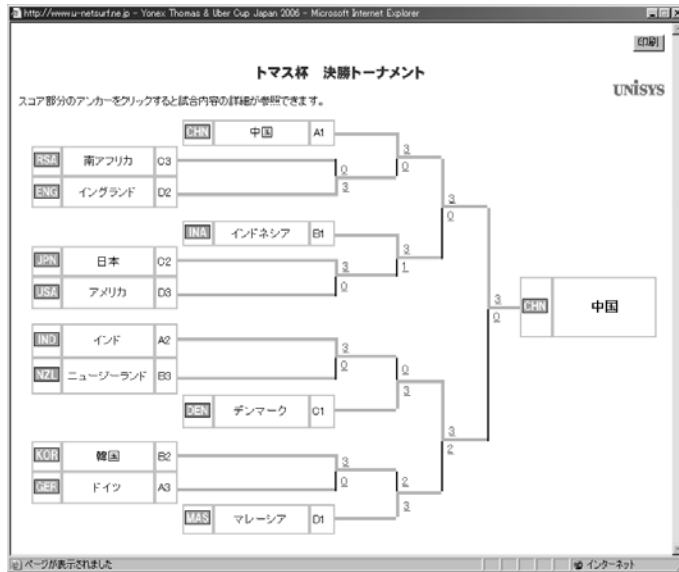 http://www.u-netsurf.ne.jp - Yonex Thomas & Uber Cup Japan 2006 - Microsoft Internet Explorer
印刷
トマス杯 決勝トーナメント
UNISYS
スコア部分のアンカーをクリックすると試合内容の詳細が参照できます。
CHN 中国 A1
3
0
RSA 南アフリカ C3
0
3
ENG イングランド D2
3
0
INA インドネシア B1
3
1
JPN 日本 C2
3
0
USA アメリカ D3
3
0
CHN 中国
IND インド A2
3
0
NZL ニュージーランド B3
0
3
DEN デンマーク C1
3
2
KOR 韓国 B2
3
0
GER ドイツ A3
2
3
MAS マレーシア D1
ページが表示されました
インターネット